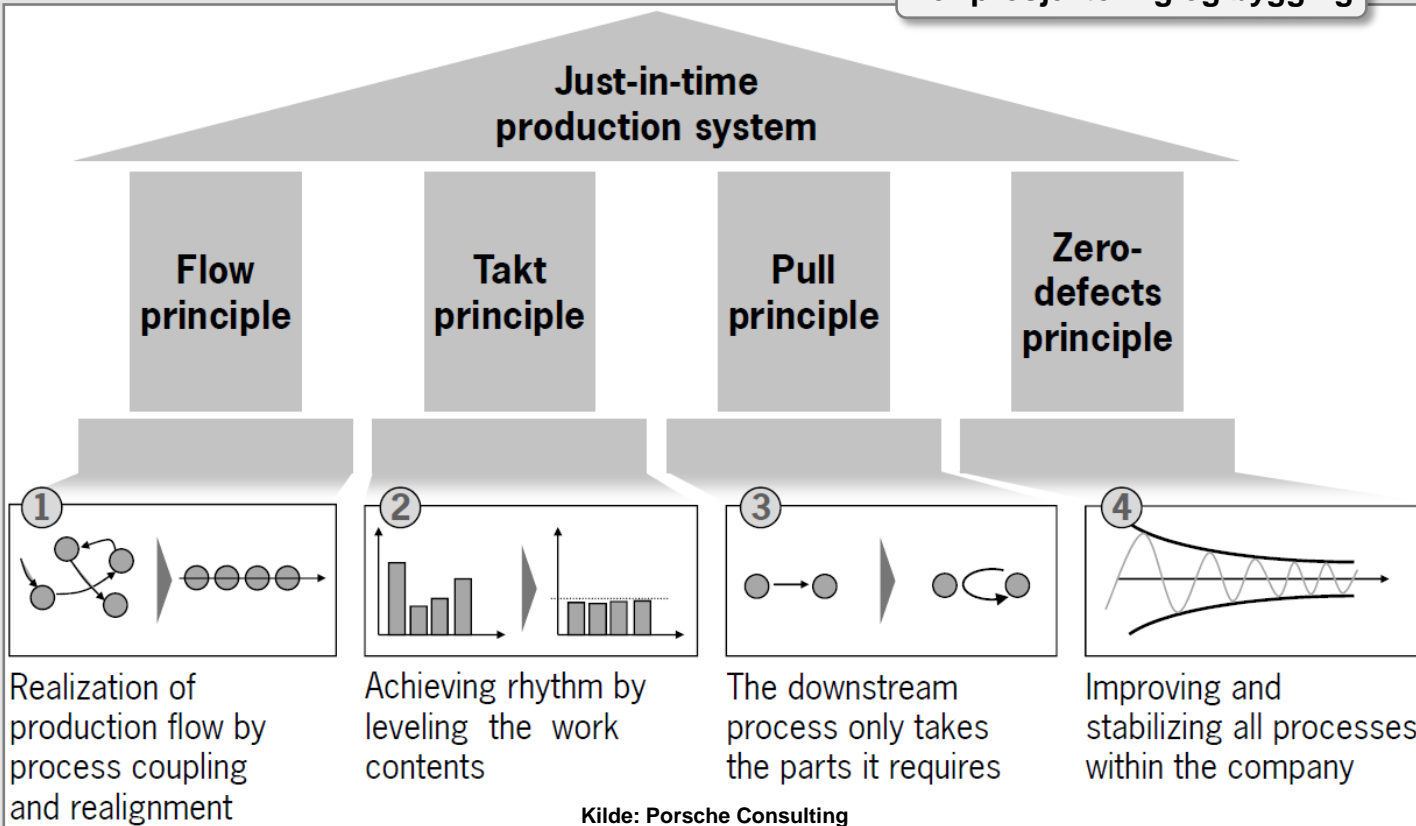 og bygging
Just-in-time
production system
Flow
principle
Takt
principle
Pull
principle
Zero-
defects
principle
1
2
3
4
Realization of
production flow by
process coupling
and realignment
Achieving rhythm by
leveling the work
contents
The downstream
process only takes
the parts it requires
Improving and
stabilizing all processes
within the company
Kilde: Porsche Consulting